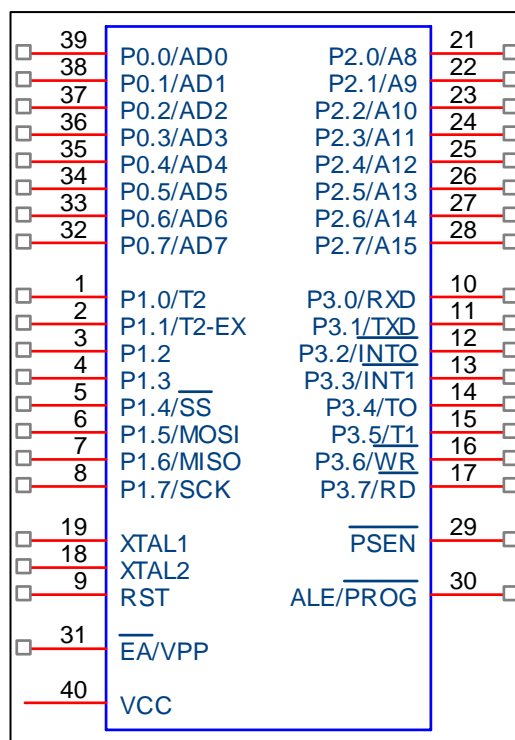 39 P0.0/AD0 P2.0/A8 21
38 P0.1/AD1 P2.1/A9 22
37 P0.2/AD2 P2.2/A10 23
36 P0.3/AD3 P2.3/A11 24
35 P0.4/AD4 P2.4/A12 25
34 P0.5/AD5 P2.5/A13 26
33 P0.6/AD6 P2.6/A14 27
32 P0.7/AD7 P2.7/A15 28
1 P1.0/T2 P3.0/RXD 10
2 P1.1/T2-EX P3.1/TXD 11
3 P1.2 P3.2/INTO 12
4 P1.3 P3.3/INT1 13
5 P1.4/SS P3.4/TO 14
6 P1.5/MOSI P3.5/T1 15
7 P1.6/MISO P3.6/WR 16
8 P1.7/SCK P3.7/RD 17
19 XTAL1 PSEN 29
18 XTAL2
9 RST ALE/PROG 30
31 EA/VPP
40 VCC